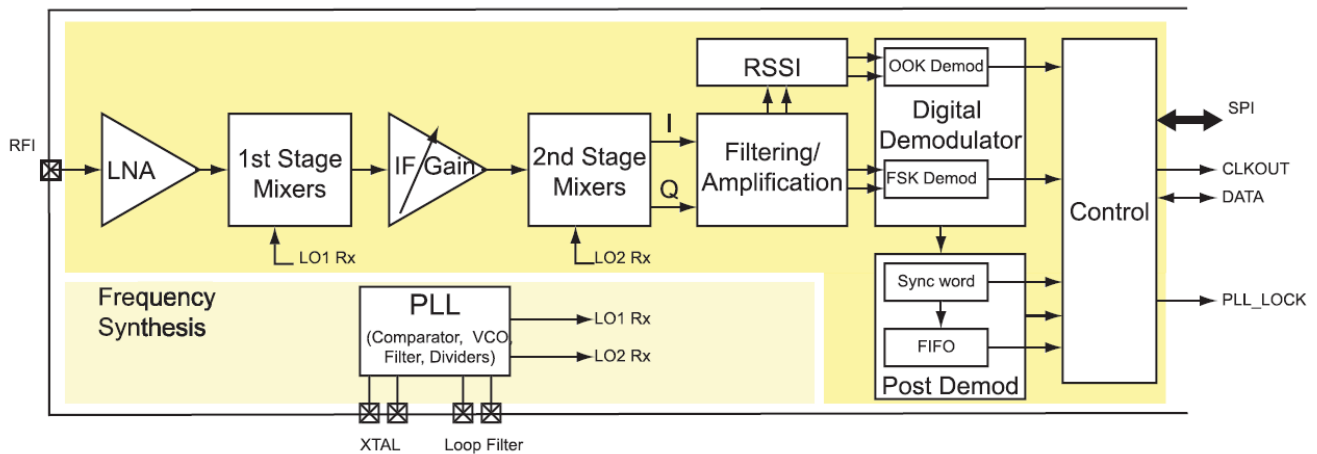 RFI
LNA
1st Stage
Mixers
LO1 Rx
IF Gain
2nd Stage
Mixers
LO2 Rx
I
Q
RSSI
Filtering/
Amplification
OOK Demod
Digital
Demodulator
FSK Demod
Sync word
FIFO
Post Demod
Control
SPI
CLKOUT
DATA
PLL_LOCK
Frequency
Synthesis
PLL
(Comparator, VCO,
Filter, Dividers)
LO1 Rx
LO2 Rx
XTAL
Loop Filter